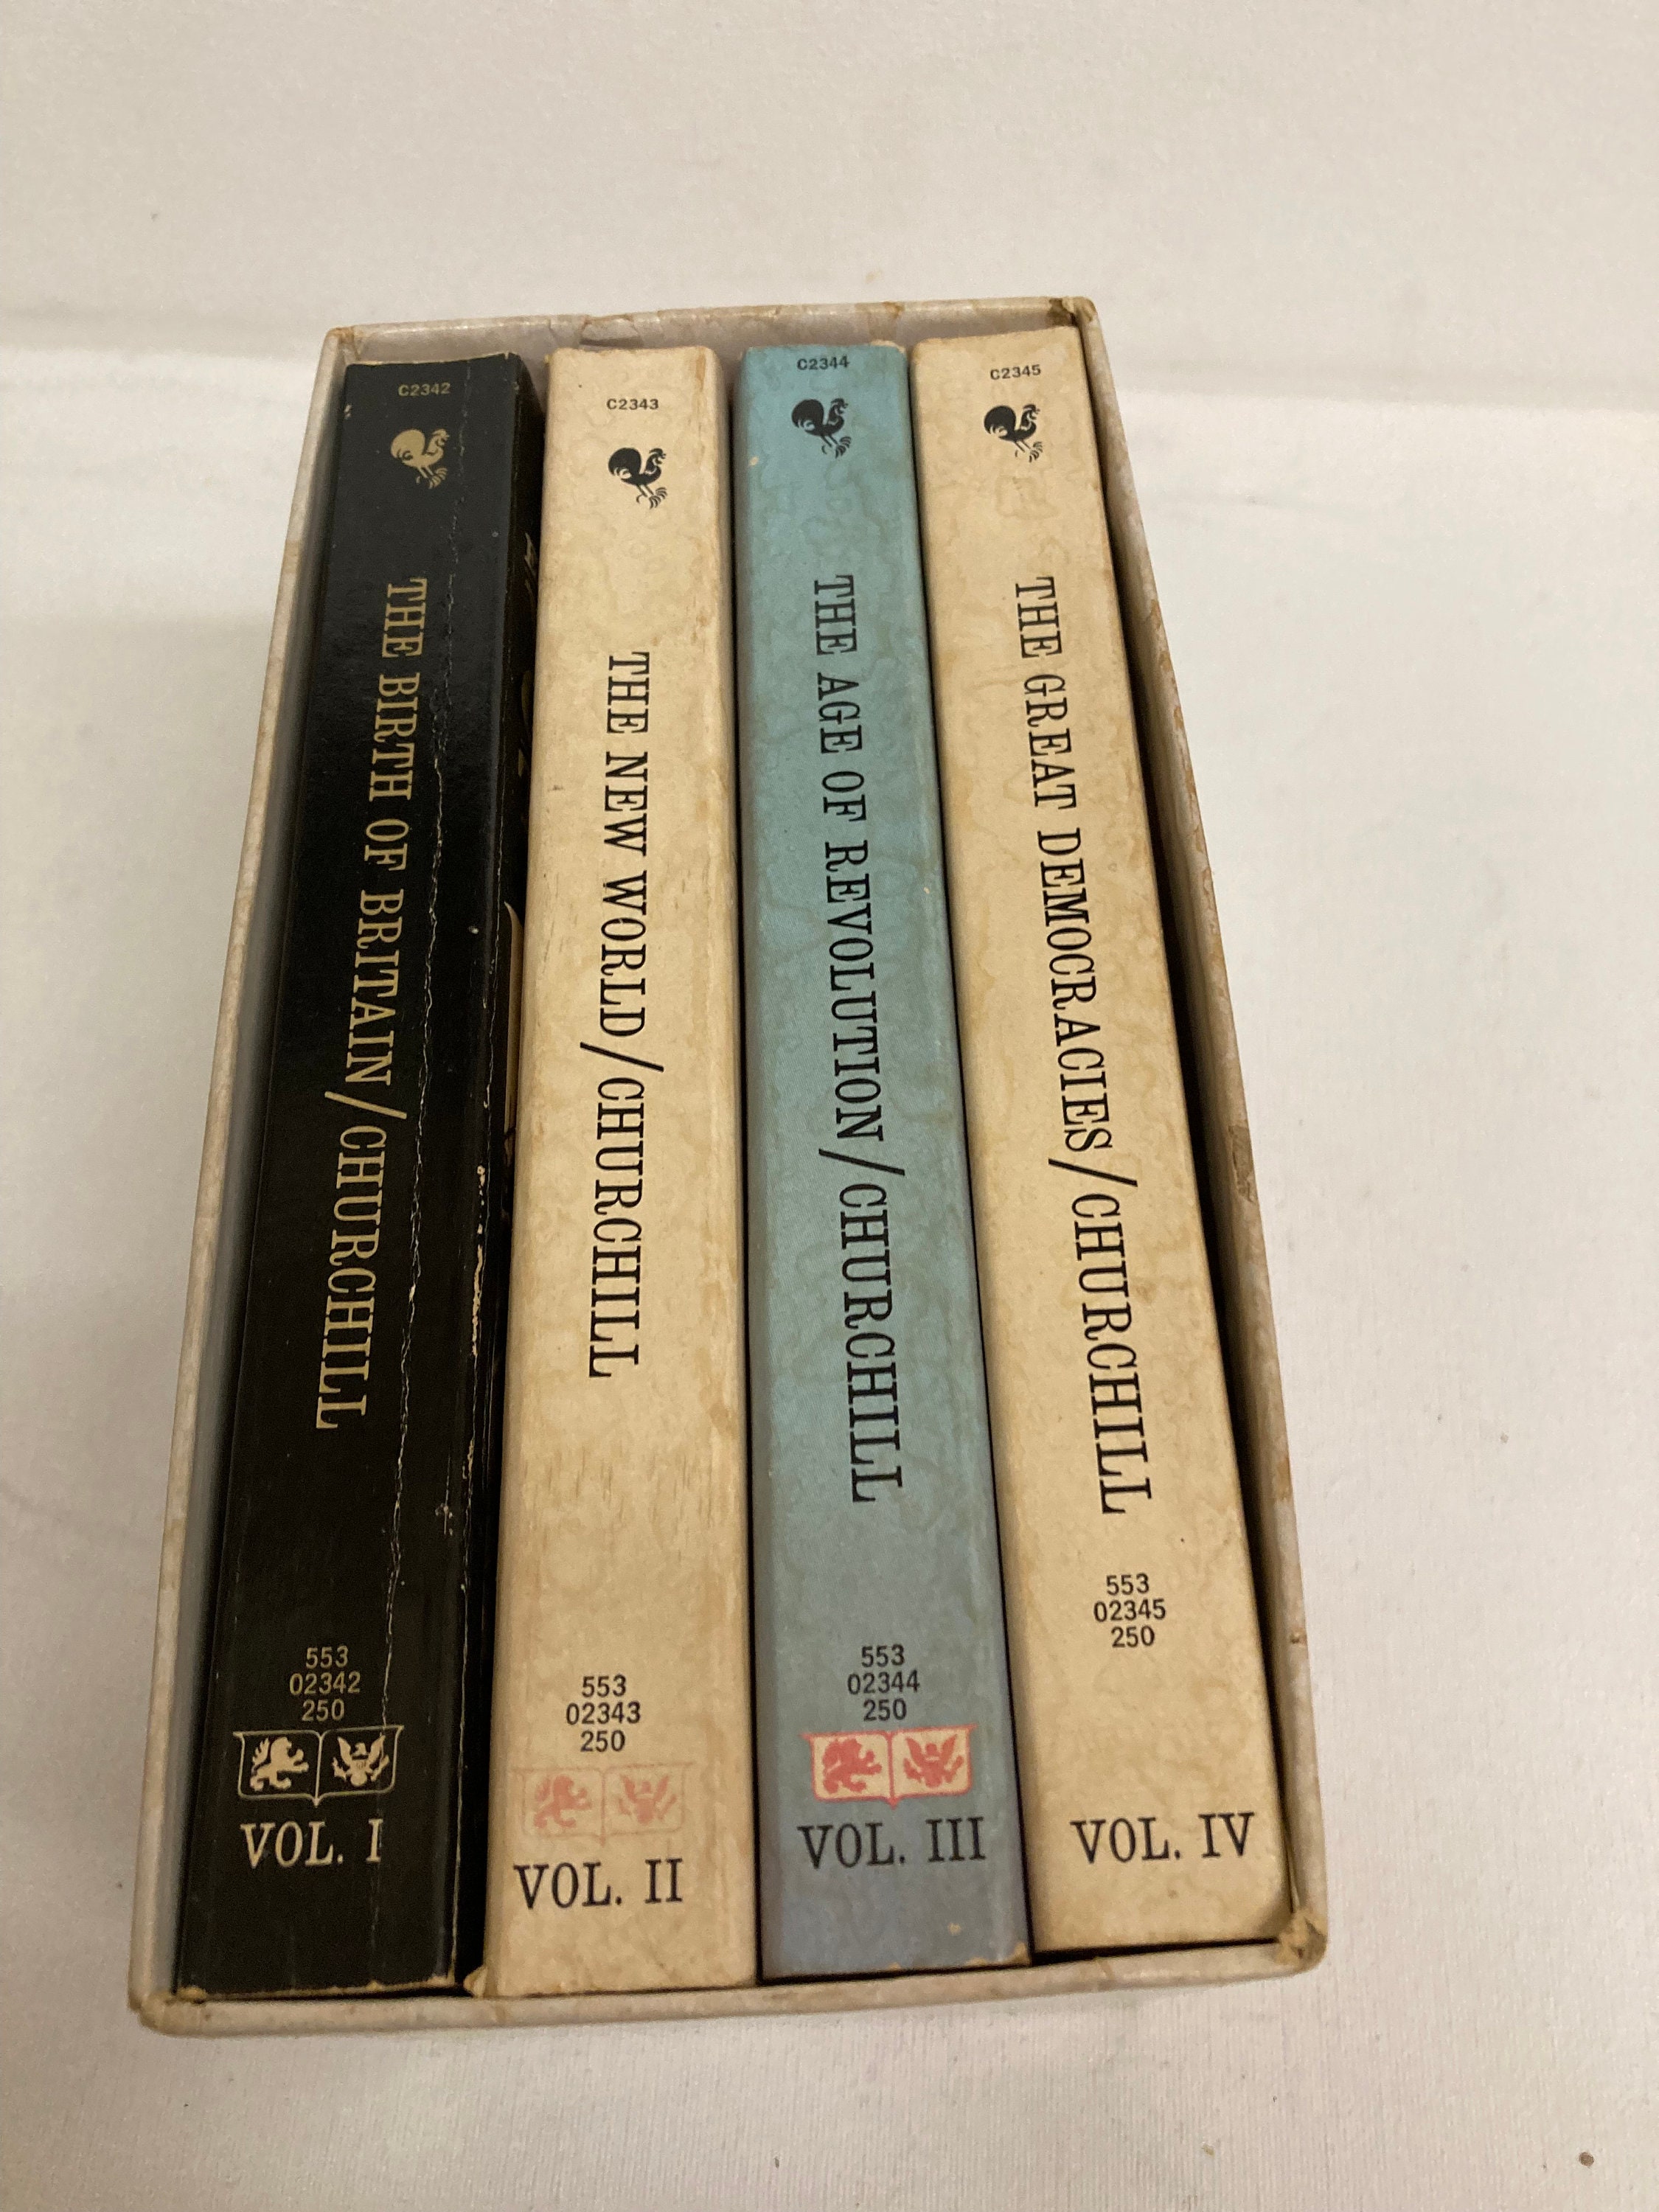 C2342
THE BIRTH OF BRITAIN/CHURCHILL
553
02342
250
VOL. I
C2343
THE NEW WORLD/CHURCHILL
553
02343
250
VOL. II
C2344
THE AGE OF REVOLUTION/CHURCHILL
553
02344
250
VOL. III
C2345
THE GREAT DEMOCRACIES/CHURCHILL
553
02345
250
VOL. IV